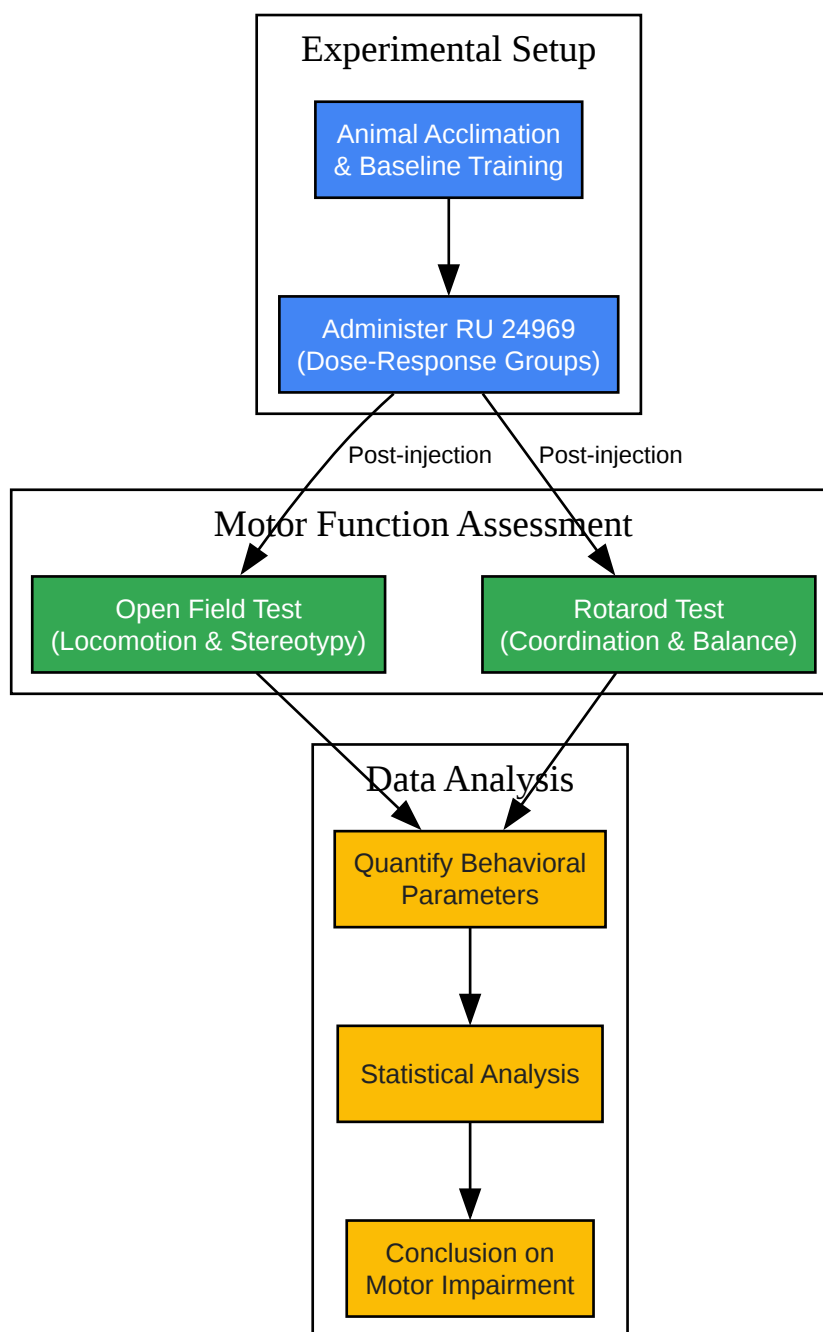 Experimental Setup
Animal Acclimation
& Baseline Training
Administer RU 24969
(Dose-Response Groups)
Post-injection
Post-injection
Motor Function Assessment
Open Field Test
(Locomotion & Stereotypy)
Rotarod Test
(Coordination & Balance)
Data Analysis
Quantify Behavioral
Parameters
Statistical Analysis
Conclusion on
Motor Impairment